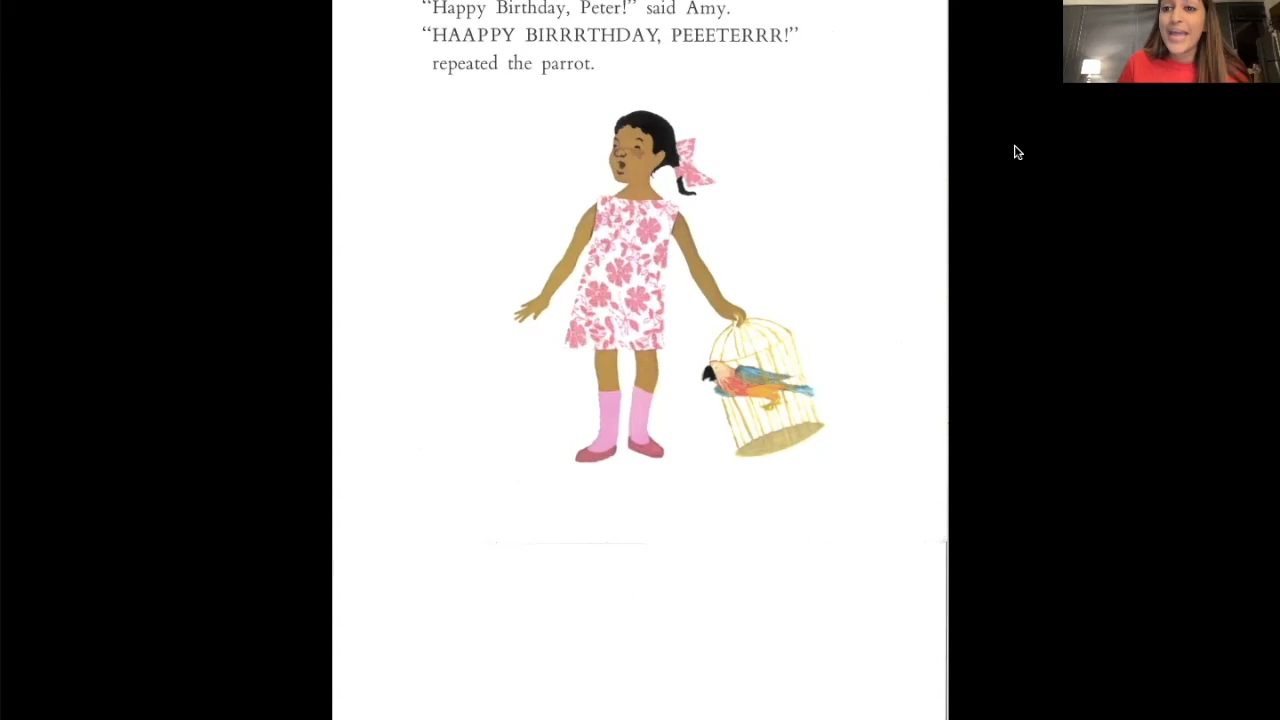 “Happy Birthday, Peter!” said Amy.
“HAAPPY BIRRRTHDAY, PEEETERRR!”
repeated the parrot.